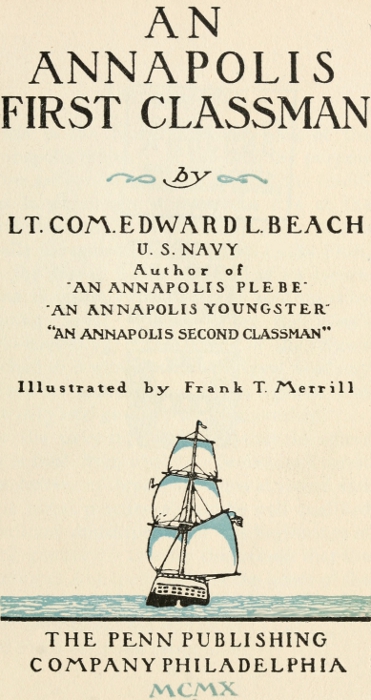 AN
ANNAPOLIS
FIRST CLASSMAN
by
LT. COM. EDWARD L. BEACH
U. S. NAVY
Author of
"AN ANNAPOLIS PLEBE"
"AN ANNAPOLIS YOUNGSTER"
"AN ANNAPOLIS SECOND CLASSMAN"
Illustrated by Frank T. Merrill
THE PENN PUBLISHING
COMPANY PHILADELPHIA
MCMX